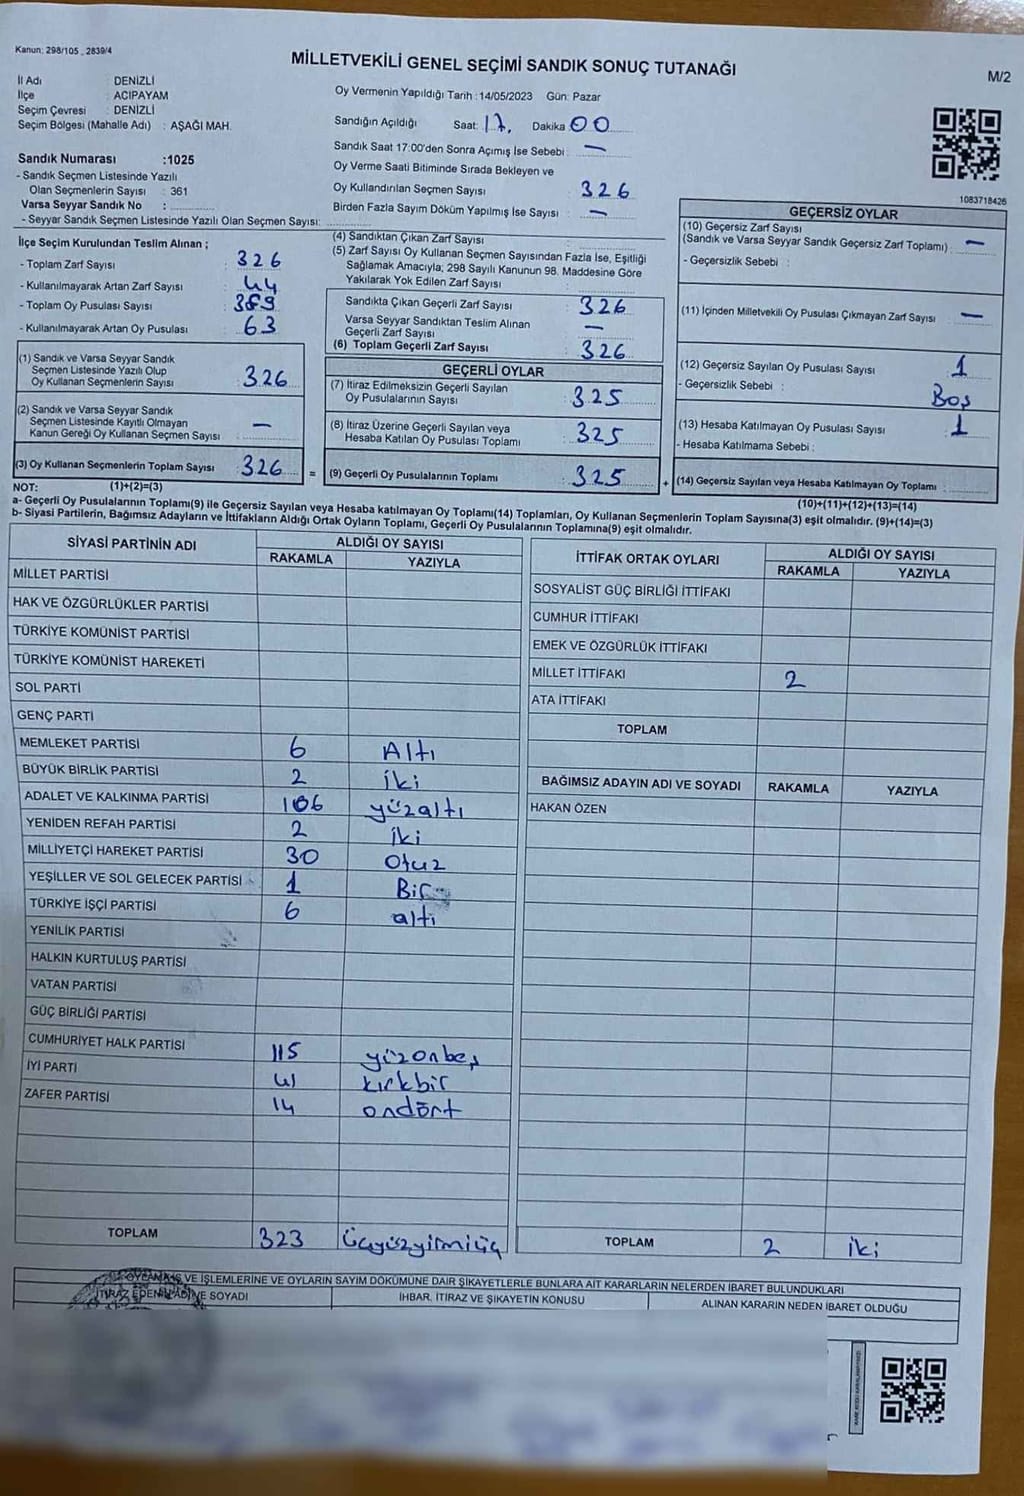 Kanun: 298/105 _ 2839/4
MİLLETVEKİLİ GENEL SEÇİMİ SANDIK SONUÇ TUTANAĞI
M/2
İl Adı : DENİZLİ
İlçe : ACIPAYAM
Seçim Çevresi : DENİZLİ
Seçim Bölgesi (Mahalle Adı) : AŞAĞI MAH.
Sandık Numarası :1025
- Sandık Seçmen Listesinde Yazılı
Olan Seçmenlerin Sayısı : 361
Varsa Seyyar Sandık No :
- Seyyar Sandık Seçmen Listesinde Yazılı Olan Seçmen Sayısı:
Oy Vermenin Yapıldığı Tarih :14/05/2023 Gün: Pazar
Sandığın Açıldığı Saat: 17. Dakika 00
Sandık Saat 17:00'den Sonra Açımış İse Sebebi : —
Oy Verme Saati Bitiminde Sırada Bekleyen ve
Oy Kullandırılan Seçmen Sayısı 326
Birden Fazla Sayım Döküm Yapılmış İse Sayısı : —
1083718426
İlçe Seçim Kurulundan Teslim Alınan ;
- Toplam Zarf Sayısı : 326
- Kullanılmayarak Artan Zarf Sayısı : 44
- Toplam Oy Pusulası Sayısı : 389
- Kullanılmayarak Artan Oy Pusulası : 63
(1) Sandık ve Varsa Seyyar Sandık
Seçmen Listesinde Yazılı Olup
Oy Kullanan Seçmenlerin Sayısı : 326
(2) Sandık ve Varsa Seyyar Sandık
Seçmen Listesinde Kayıtlı Olmayan
Kanun Gereği Oy Kullanan Seçmen Sayısı : —
(3) Oy Kullanan Seçmenlerin Toplam Sayısı : 326 =
NOT: (1)+(2)=(3)
(4) Sandıktan Çıkan Zarf Sayısı
(5) Zarf Sayısı Oy Kullanan Seçmen Sayısından Fazla İse, Eşitliği
Sağlamak Amacıyla; 298 Sayılı Kanunun 98. Maddesine Göre
Yakılarak Yok Edilen Zarf Sayısı :
Sandıkta Çıkan Geçerli Zarf Sayısı : 326
Varsa Seyyar Sandıktan Teslim Alınan
Geçerli Zarf Sayısı : —
(6) Toplam Geçerli Zarf Sayısı : 326
GEÇERLİ OYLAR
(7) İtiraz Edilmeksizin Geçerli Sayılan
Oy Pusulalarının Sayısı : 325
(8) İtiraz Üzerine Geçerli Sayılan veya
Hesaba Katılan Oy Pusulası Toplamı : 325
(9) Geçerli Oy Pusulalarının Toplamı : 325 +
GEÇERSİZ OYLAR
(10) Geçersiz Zarf Sayısı
(Sandık ve Varsa Seyyar Sandık Geçersiz Zarf Toplamı) : —
- Geçersizlik Sebebi :
(11) İçinden Milletvekili Oy Pusulası Çıkmayan Zarf Sayısı : —
(12) Geçersiz Sayılan Oy Pusulası Sayısı : 1
- Geçersizlik Sebebi : Boş
(13) Hesaba Katılmayan Oy Pusulası Sayısı : 1
- Hesaba Katılmama Sebebi :
(14) Geçersiz Sayılan veya Hesaba Katılmayan Oy Toplamı :
(10)+(11)+(12)+(13)=(14)
a- Geçerli Oy Pusulalarının Toplamı(9) ile Geçersiz Sayılan veya Hesaba katılmayan Oy Toplamı(14) Toplamları, Oy Kullanan Seçmenlerin Toplam Sayısına(3) eşit olmalıdır. (9)+(14)=(3)
b- Siyasi Partilerin, Bağımsız Adayların ve İttifakların Aldığı Ortak Oyların Toplamı, Geçerli Oy Pusulalarının Toplamına(9) eşit olmalıdır.
SİYASİ PARTİNİN ADI ALDIĞI OY SAYISI
RAKAMLA YAZIYLA
MİLLET PARTİSİ
HAK VE ÖZGÜRLÜKLER PARTİSİ
TÜRKİYE KOMÜNİST PARTİSİ
TÜRKİYE KOMÜNİST HAREKETİ
SOL PARTİ
GENÇ PARTİ
MEMLEKET PARTİSİ 6 Altı
BÜYÜK BİRLİK PARTİSİ 2 iki
ADALET VE KALKINMA PARTİSİ 106 yüzaltı
YENİDEN REFAH PARTİSİ 2 iki
MİLLİYETÇİ HAREKET PARTİSİ 30 Otuz
YEŞİLLER VE SOL GELECEK PARTİSİ 1 Bir
TÜRKİYE İŞÇİ PARTİSİ 6 altı
YENİLİK PARTİSİ
HALKIN KURTULUŞ PARTİSİ
VATAN PARTİSİ
GÜÇ BİRLİĞİ PARTİSİ
CUMHURİYET HALK PARTİSİ 115 yüzonbeş
İYİ PARTİ 41 kırkbir
ZAFER PARTİSİ 14 ondört
TOPLAM 323 üçyüzyirmiüç
İTTİFAK ORTAK OYLARI ALDIĞI OY SAYISI
RAKAMLA YAZIYLA
SOSYALİST GÜÇ BİRLİĞİ İTTİFAKI
CUMHUR İTTİFAKI
EMEK VE ÖZGÜRLÜK İTTİFAKI
MİLLET İTTİFAKI 2
ATA İTTİFAKI
TOPLAM
BAĞIMSIZ ADAYIN ADI VE SOYADI RAKAMLA YAZIYLA
HAKAN ÖZEN
TOPLAM 2 iki
VE İŞLEMLERİNE VE OYLARIN SAYIM DÖKÜMÜNE DAİR ŞİKAYETLERLE BUNLARA AİT KARARLARIN NELERDEN İBARET BULUNDUKLARI
İTİRAZ EDENİN ADI VE SOYADI İHBAR, İTİRAZ VE ŞİKAYETİN KONUSU ALINAN KARARIN NEDEN İBARET OLDUĞU